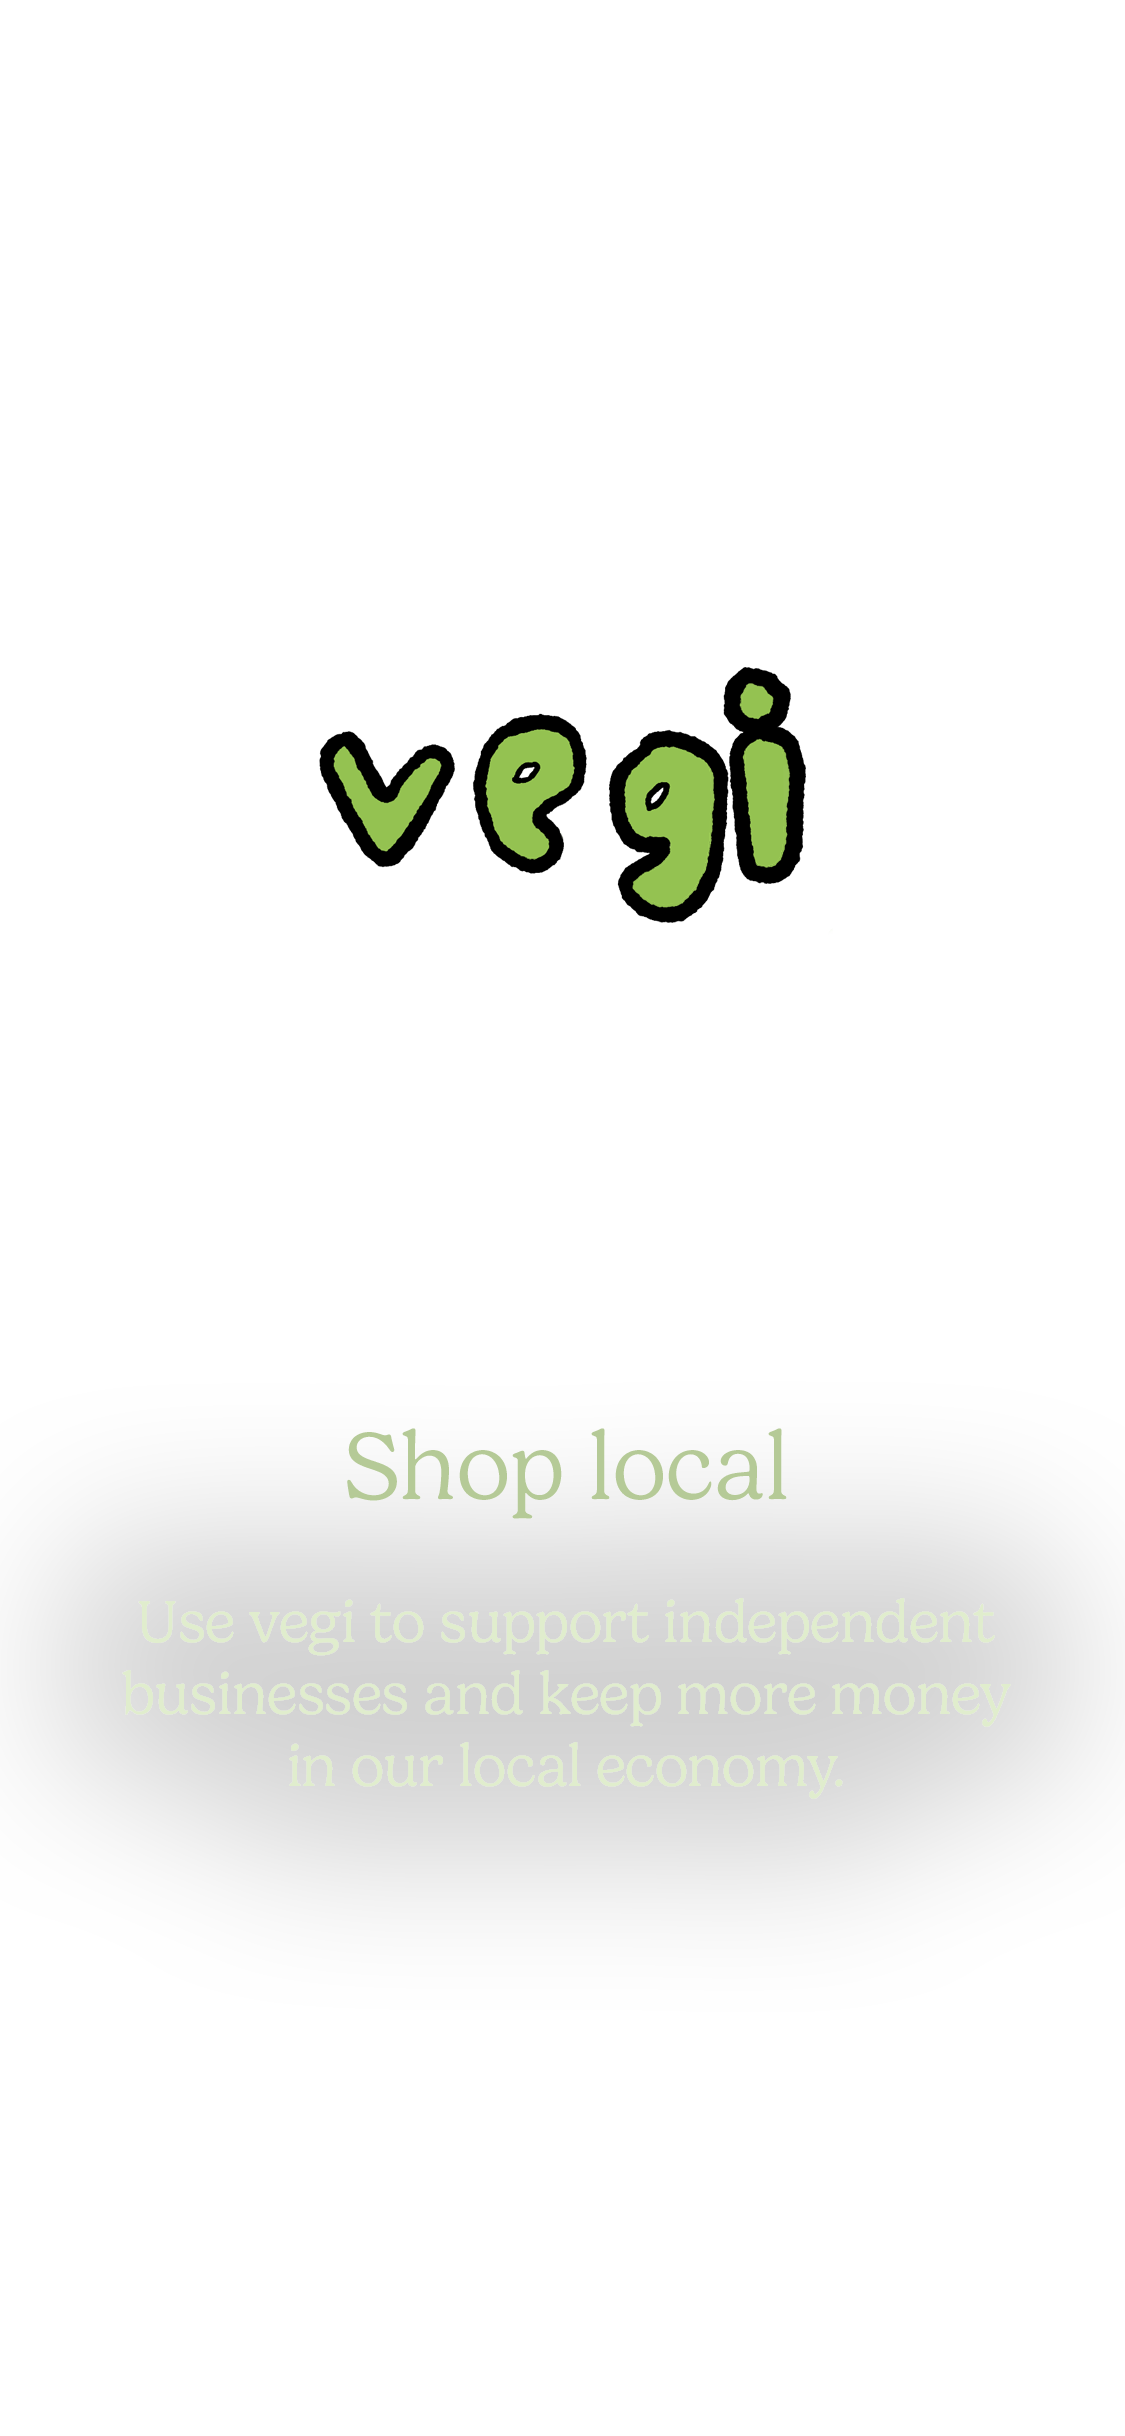 vegi
Shop local
Use vegi to support independent
businesses and keep more money
in our local economy.